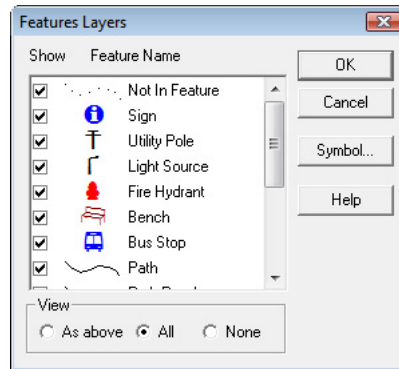 Features Layers
Show Feature Name
Not In Feature
Sign
Utility Pole
Light Source
Fire Hydrant
Bench
Bus Stop
Path
OK
Cancel
Symbol...
Help
View
As above All None